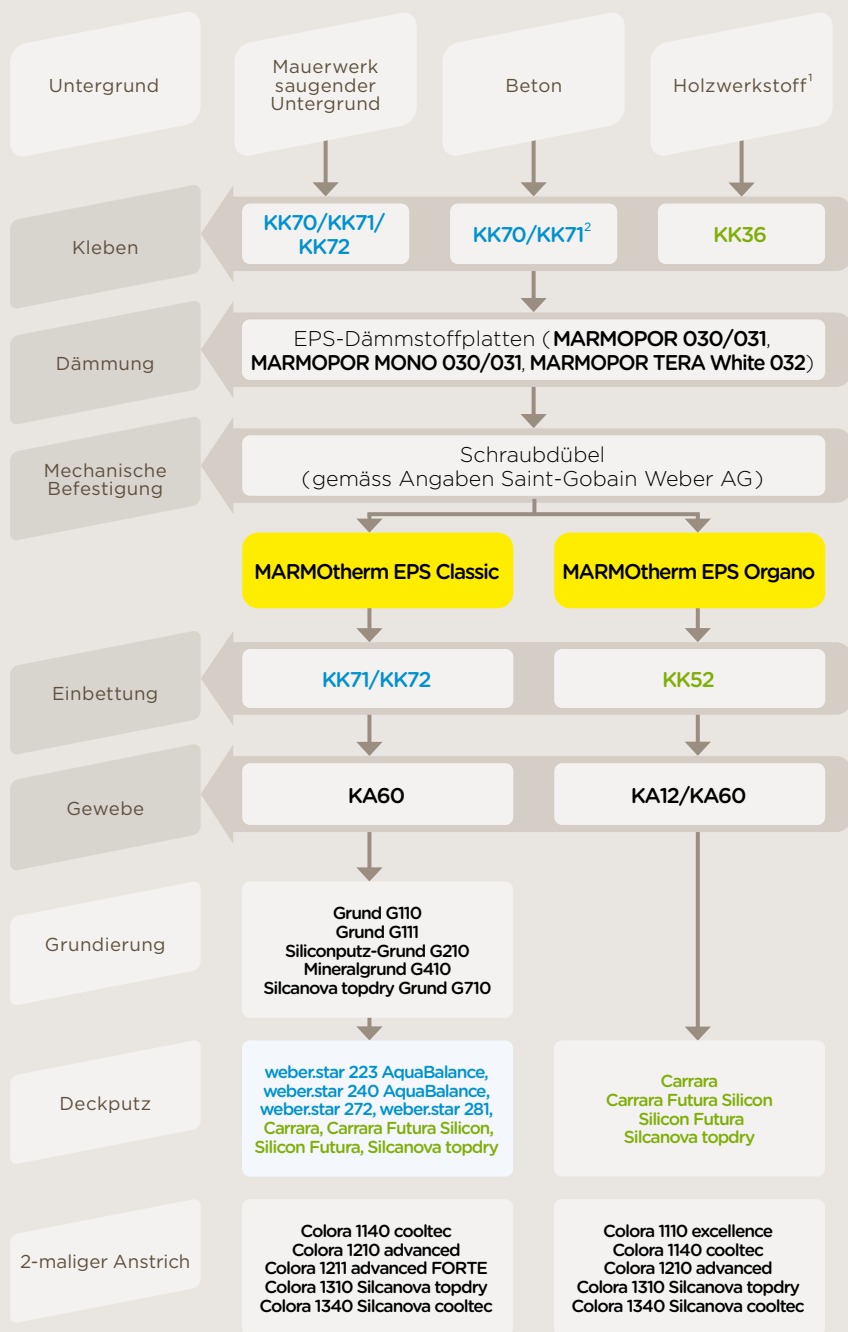 Untergrund
Mauerwerk
saugender
Untergrund
Beton
Holzwerkstoff¹
Kleben
KK70/KK71/
KK72
KK70/KK71²
KK36
Dämmung
EPS-Dämmstoffplatten (MARMOPOR 030/031,
MARMOPOR MONO 030/031, MARMOPOR TERA White 032)
Mechanische
Befestigung
Schraubdübel
(gemäss Angaben Saint-Gobain Weber AG)
MARMOtherm EPS Classic
MARMOtherm EPS Organo
Einbettung
KK71/KK72
KK52
Gewebe
KA60
KA12/KA60
Grundierung
Grund G110
Grund G111
Siliconputz-Grund G210
Mineralgrund G410
Silcanova topdry Grund G710
Deckputz
weber.star 223 AquaBalance,
weber.star 240 AquaBalance,
weber.star 272, weber.star 281,
Carrara, Carrara Futura Silicon,
Silicon Futura, Silcanova topdry
Carrara
Carrara Futura Silicon
Silicon Futura
Silcanova topdry
2-maliger Anstrich
Colora 1140 cooltec
Colora 1210 advanced
Colora 1211 advanced FORTE
Colora 1310 Silcanova topdry
Colora 1340 Silcanova cooltec
Colora 1110 excellence
Colora 1140 cooltec
Colora 1210 advanced
Colora 1310 Silcanova topdry
Colora 1340 Silcanova cooltec